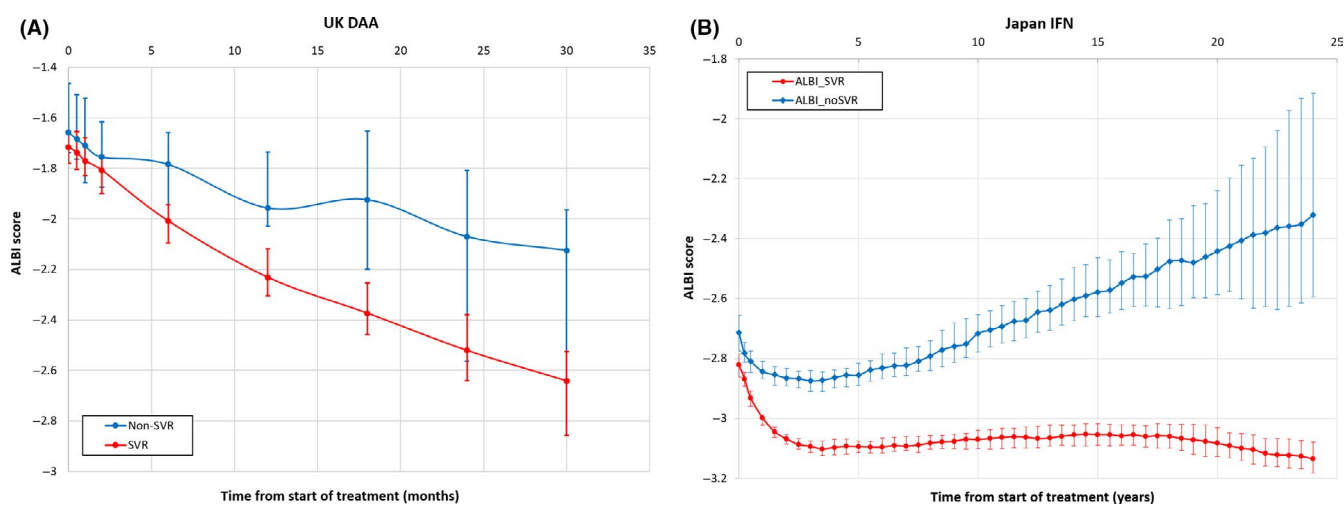 (A)
UK DAA
0 5 10 15 20 25 30 35
−1.4
−1.6
−1.8
−2
−2.2
−2.4
−2.6
−2.8
−3
ALBI score
Non-SVR
SVR
Time from start of treatment (months)
(B)
Japan IFN
0 5 10 15 20 25
−1.8
−2
−2.2
−2.4
−2.6
−2.8
−3
−3.2
ALBI score
ALBI_SVR
ALBI_noSVR
Time from start of treatment (years)